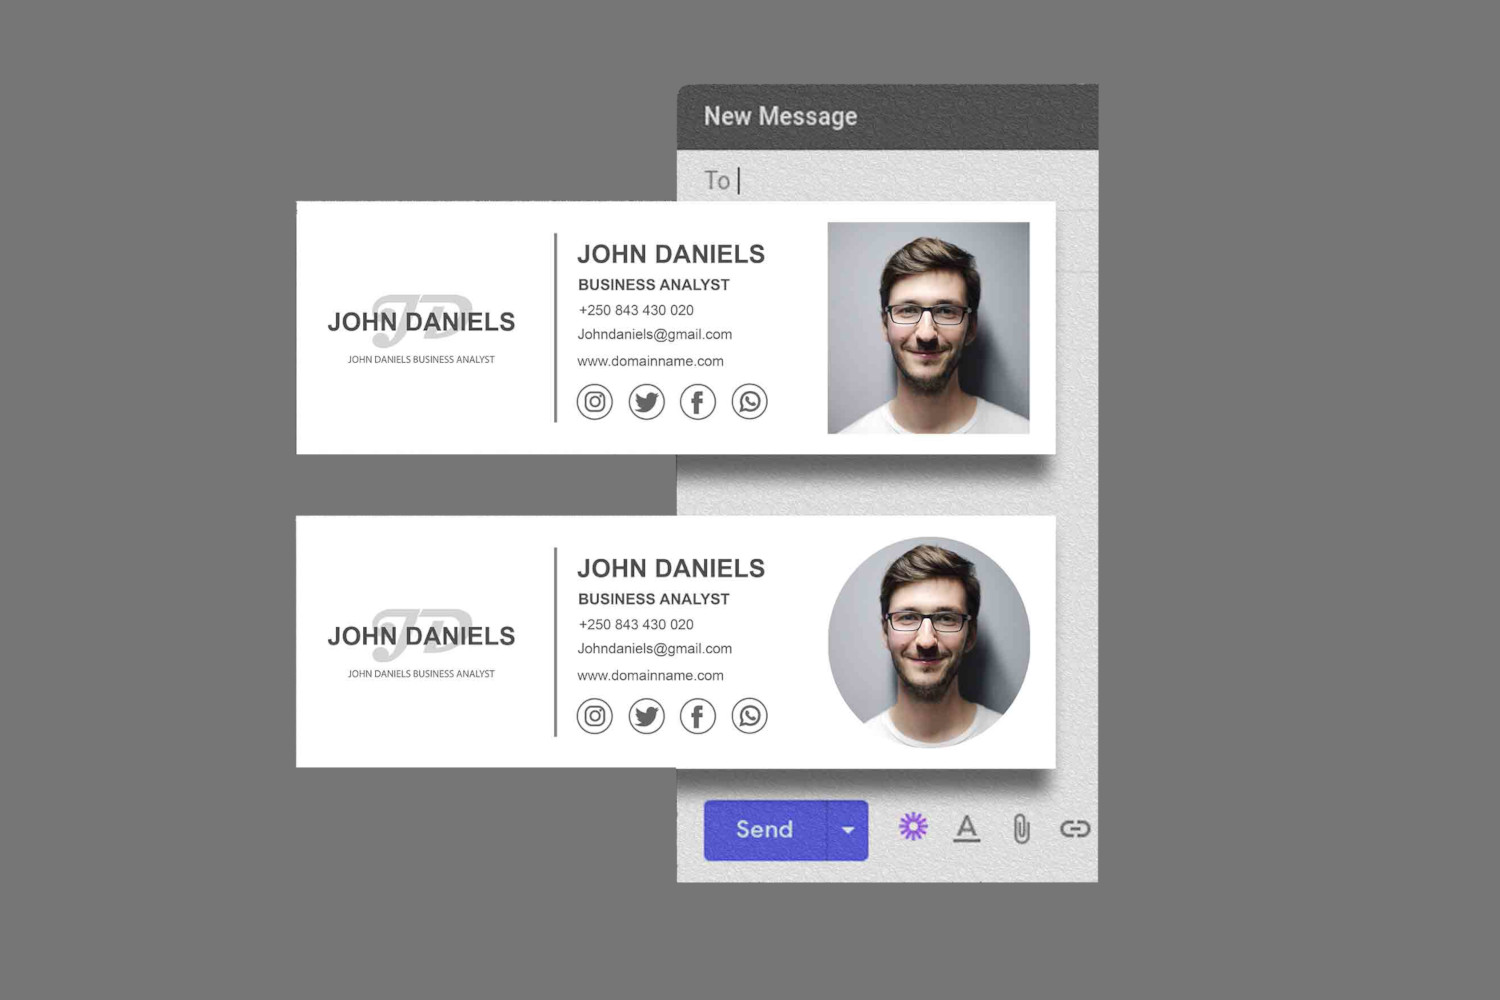 New Message
To
JOHN DANIELS
JOHN DANIELS BUSINESS ANALYST
JOHN DANIELS
BUSINESS ANALYST
+250 843 430 020
Johndaniels@gmail.com
www.domainname.com
JOHN DANIELS
JOHN DANIELS BUSINESS ANALYST
JOHN DANIELS
BUSINESS ANALYST
+250 843 430 020
Johndaniels@gmail.com
www.domainname.com
Send